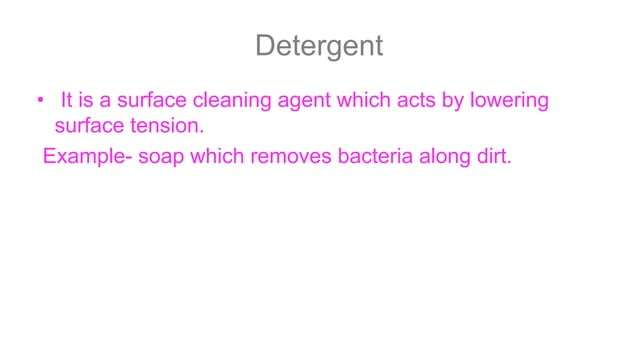 Detergent
• It is a surface cleaning agent which acts by lowering
surface tension.
Example- soap which removes bacteria along dirt.